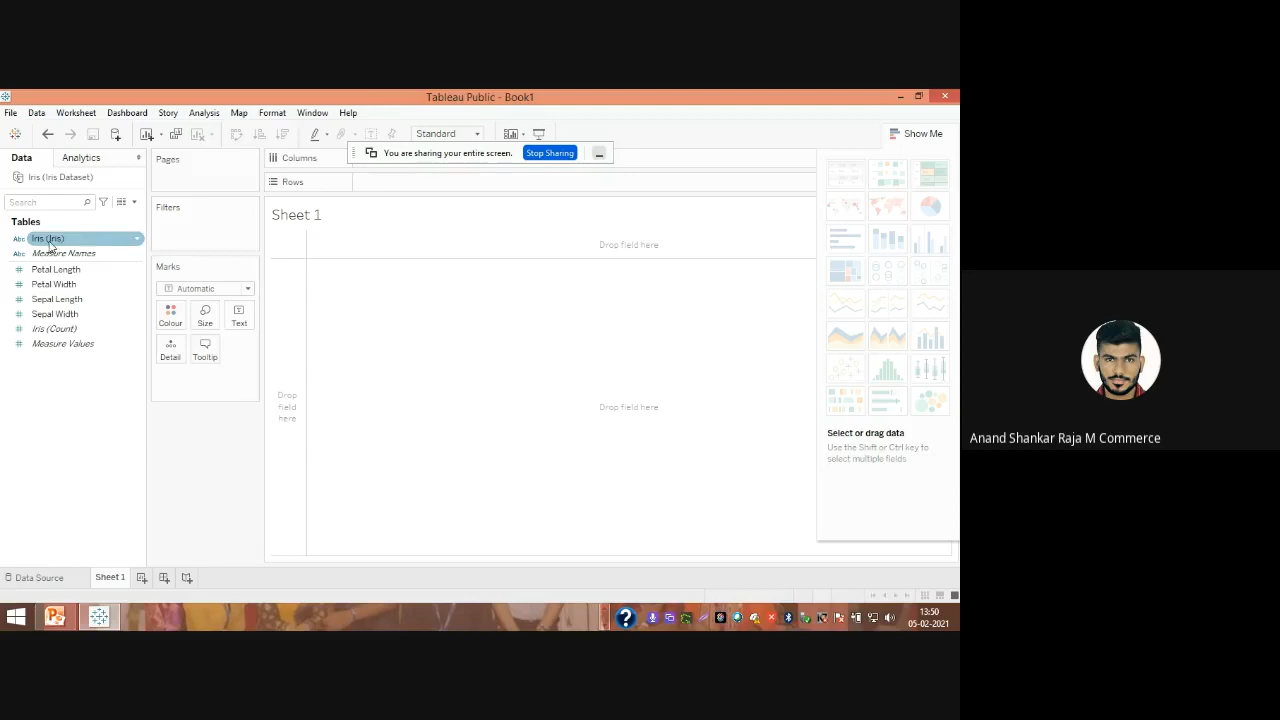 Tableau Public - Book1
File Data Worksheet Dashboard Story Analysis Map Format Window Help
Standard
Show Me
You are sharing your entire screen. Stop Sharing
Data Analytics
Pages
Columns
Iris (Iris Dataset)
Rows
Search
Filters
Tables
Sheet 1
Abc Iris (Iris)
Abc Measure Names
Drop field here
Petal Length
Marks
Petal Width
Automatic
Sepal Length
Sepal Width
Colour Size Text
Iris (Count)
Measure Values
Detail Tooltip
Drop field here
Drop field here
Select or drag data
Use the Shift or Ctrl key to
select multiple fields
Anand Shankar Raja M Commerce
Data Source Sheet 1
13:50
05-02-2021